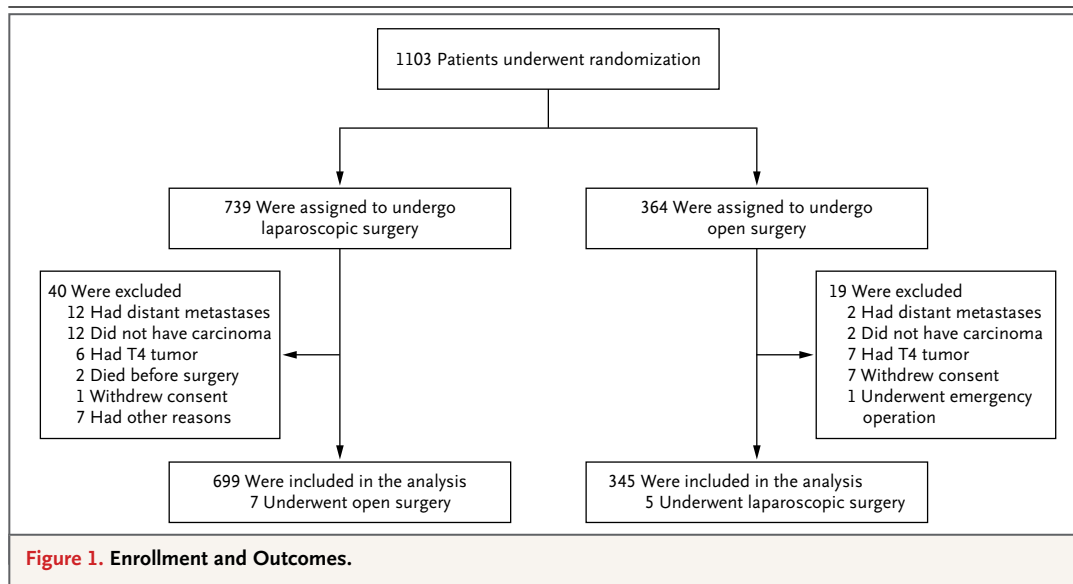 1103 Patients underwent randomization
739 Were assigned to undergo
laparoscopic surgery
364 Were assigned to undergo
open surgery
40 Were excluded
12 Had distant metastases
12 Did not have carcinoma
6 Had T4 tumor
2 Died before surgery
1 Withdrew consent
7 Had other reasons
19 Were excluded
2 Had distant metastases
2 Did not have carcinoma
7 Had T4 tumor
7 Withdrew consent
1 Underwent emergency
operation
699 Were included in the analysis
7 Underwent open surgery
345 Were included in the analysis
5 Underwent laparoscopic surgery
Figure 1. Enrollment and Outcomes.